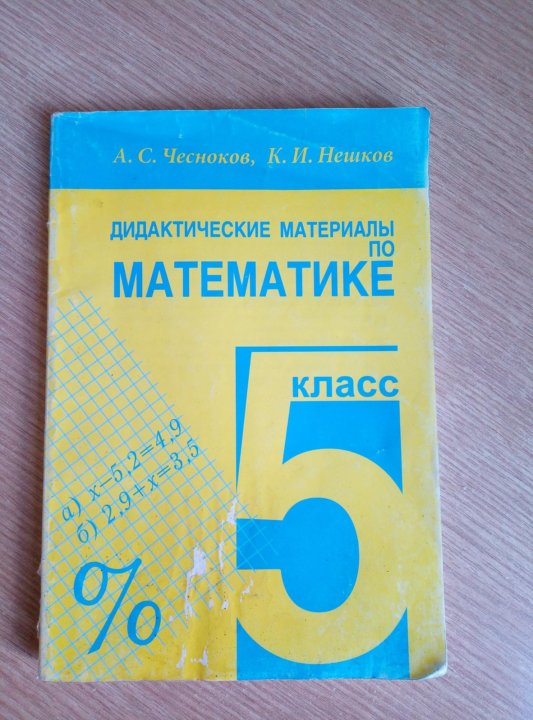 А. С. Чесноков, К. И. Нешков
ДИДАКТИЧЕСКИЕ МАТЕРИАЛЫ
ПО
МАТЕМАТИКЕ
5
класс
а) x−5,2=4,9
б) 2,9+x=3,5
%